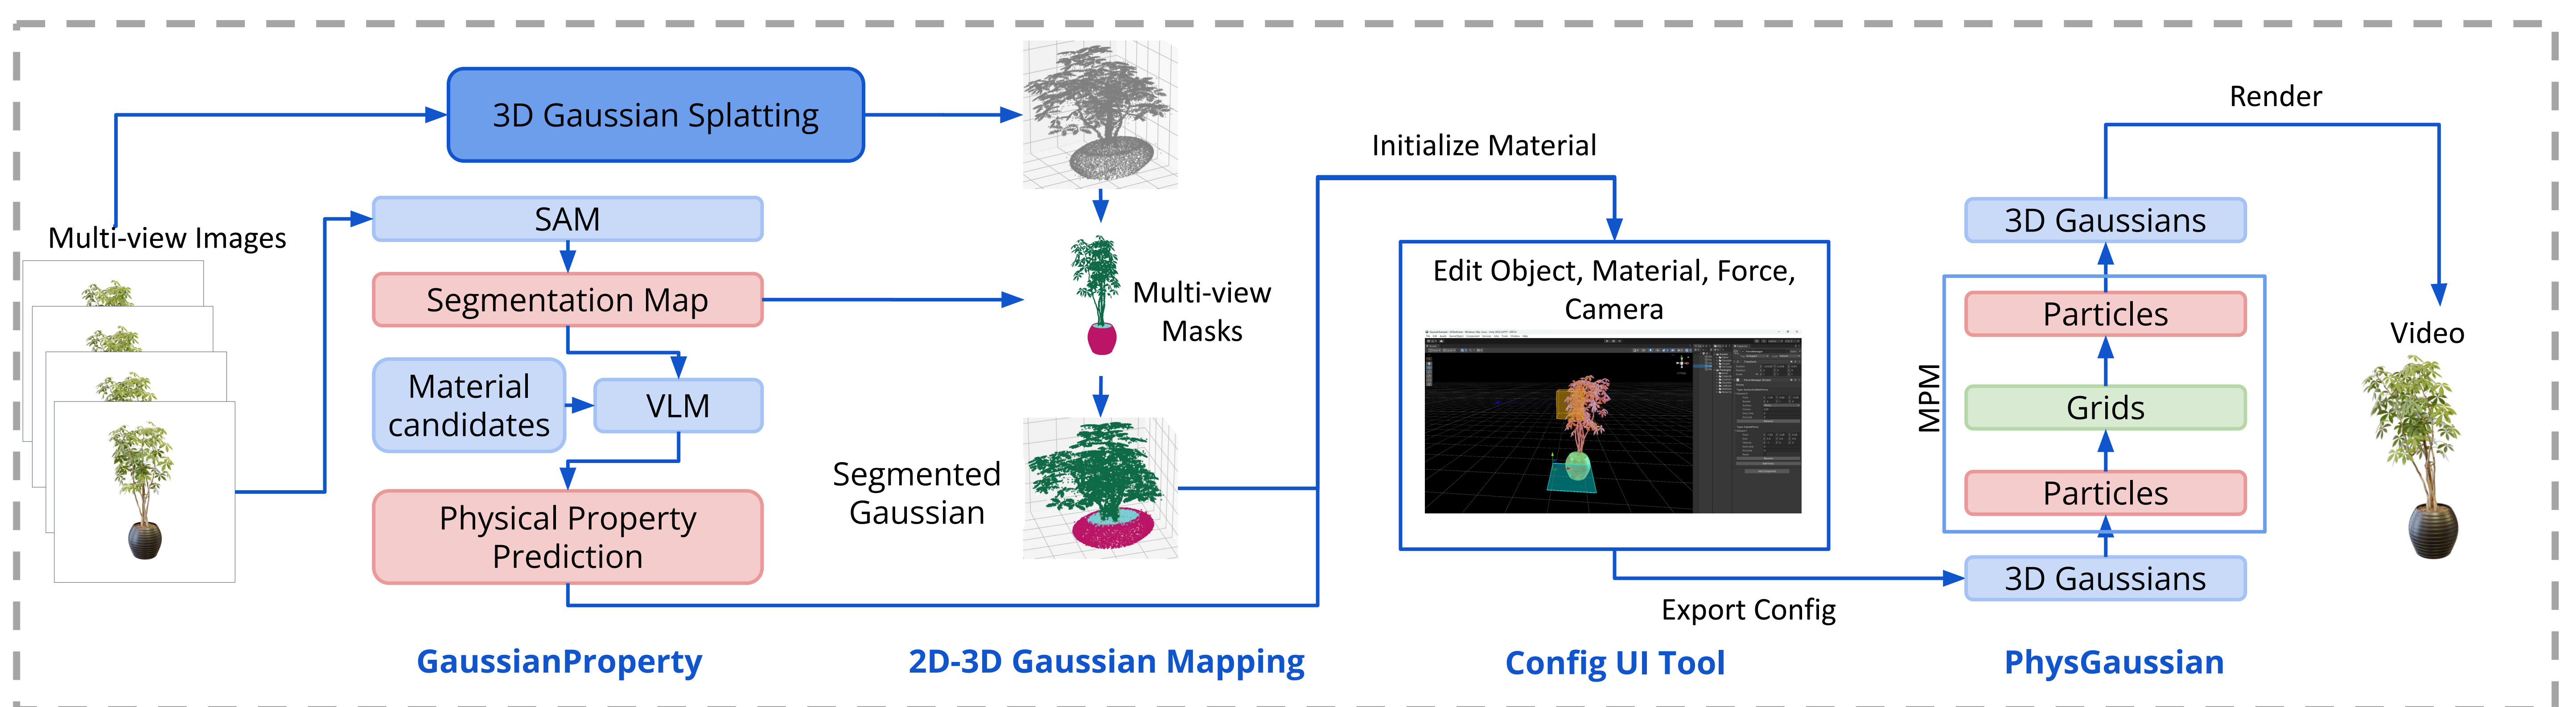 3D Gaussian Splatting
Multi-view Images
SAM
Segmentation Map
Material
candidates
VLM
Physical Property
Prediction
GaussianProperty
Multi-view
Masks
Segmented
Gaussian
2D-3D Gaussian Mapping
Initialize Material
Edit Object, Material, Force,
Camera
Export Config
Config UI Tool
Render
3D Gaussians
Particles
MPM
Grids
Particles
3D Gaussians
Video
PhysGaussian